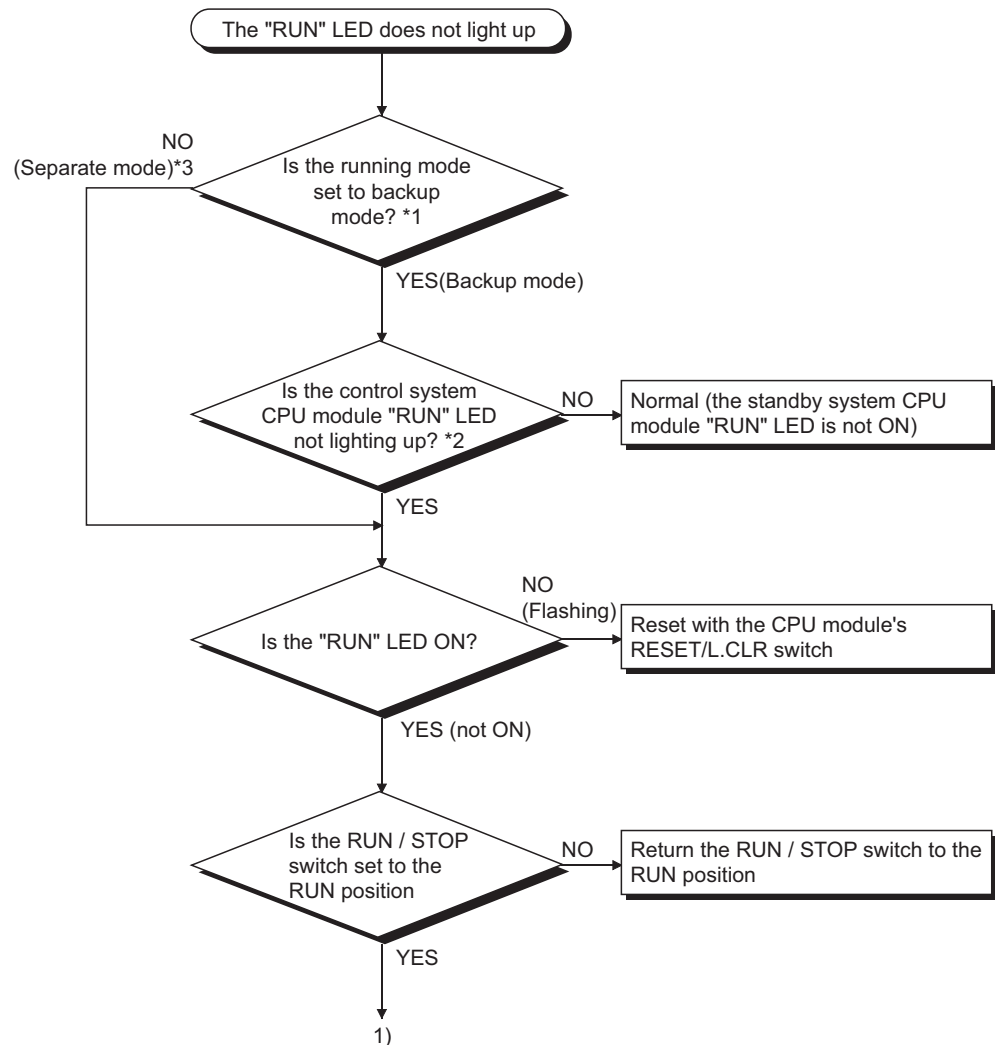 The "RUN" LED does not light up
NO
(Separate mode)*3
Is the running mode
set to backup
mode? *1
YES(Backup mode)
Is the control system
CPU module "RUN" LED
not lighting up? *2
NO
Normal (the standby system CPU
module "RUN" LED is not ON)
YES
Is the "RUN" LED ON?
NO
(Flashing)
Reset with the CPU module's
RESET/L.CLR switch
YES (not ON)
Is the RUN / STOP
switch set to the
RUN position
NO
Return the RUN / STOP switch to the
RUN position
YES
1)